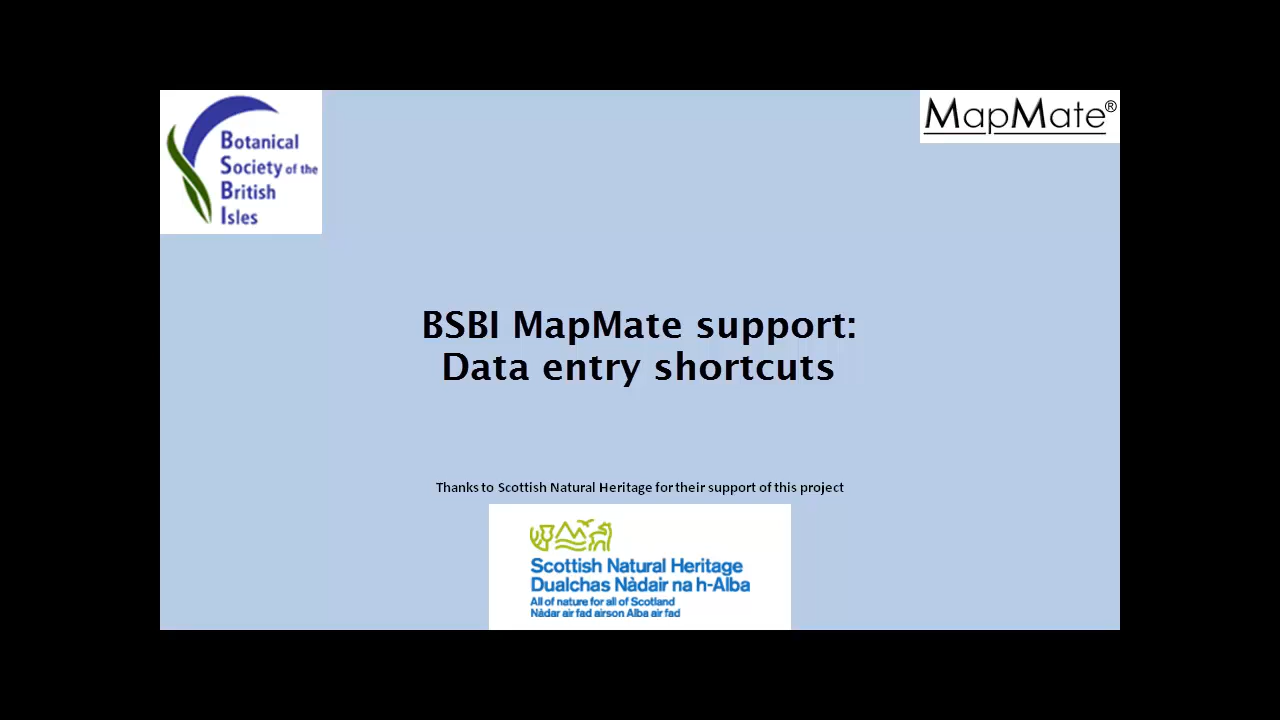 Botanical
Society of the
British
Isles
MapMate®
BSBI MapMate support:
Data entry shortcuts
Thanks to Scottish Natural Heritage for their support of this project
Scottish Natural Heritage
Dualchas Nàdair na h-Alba
All of nature for all of Scotland
Nàdar air fad airson Alba air fad